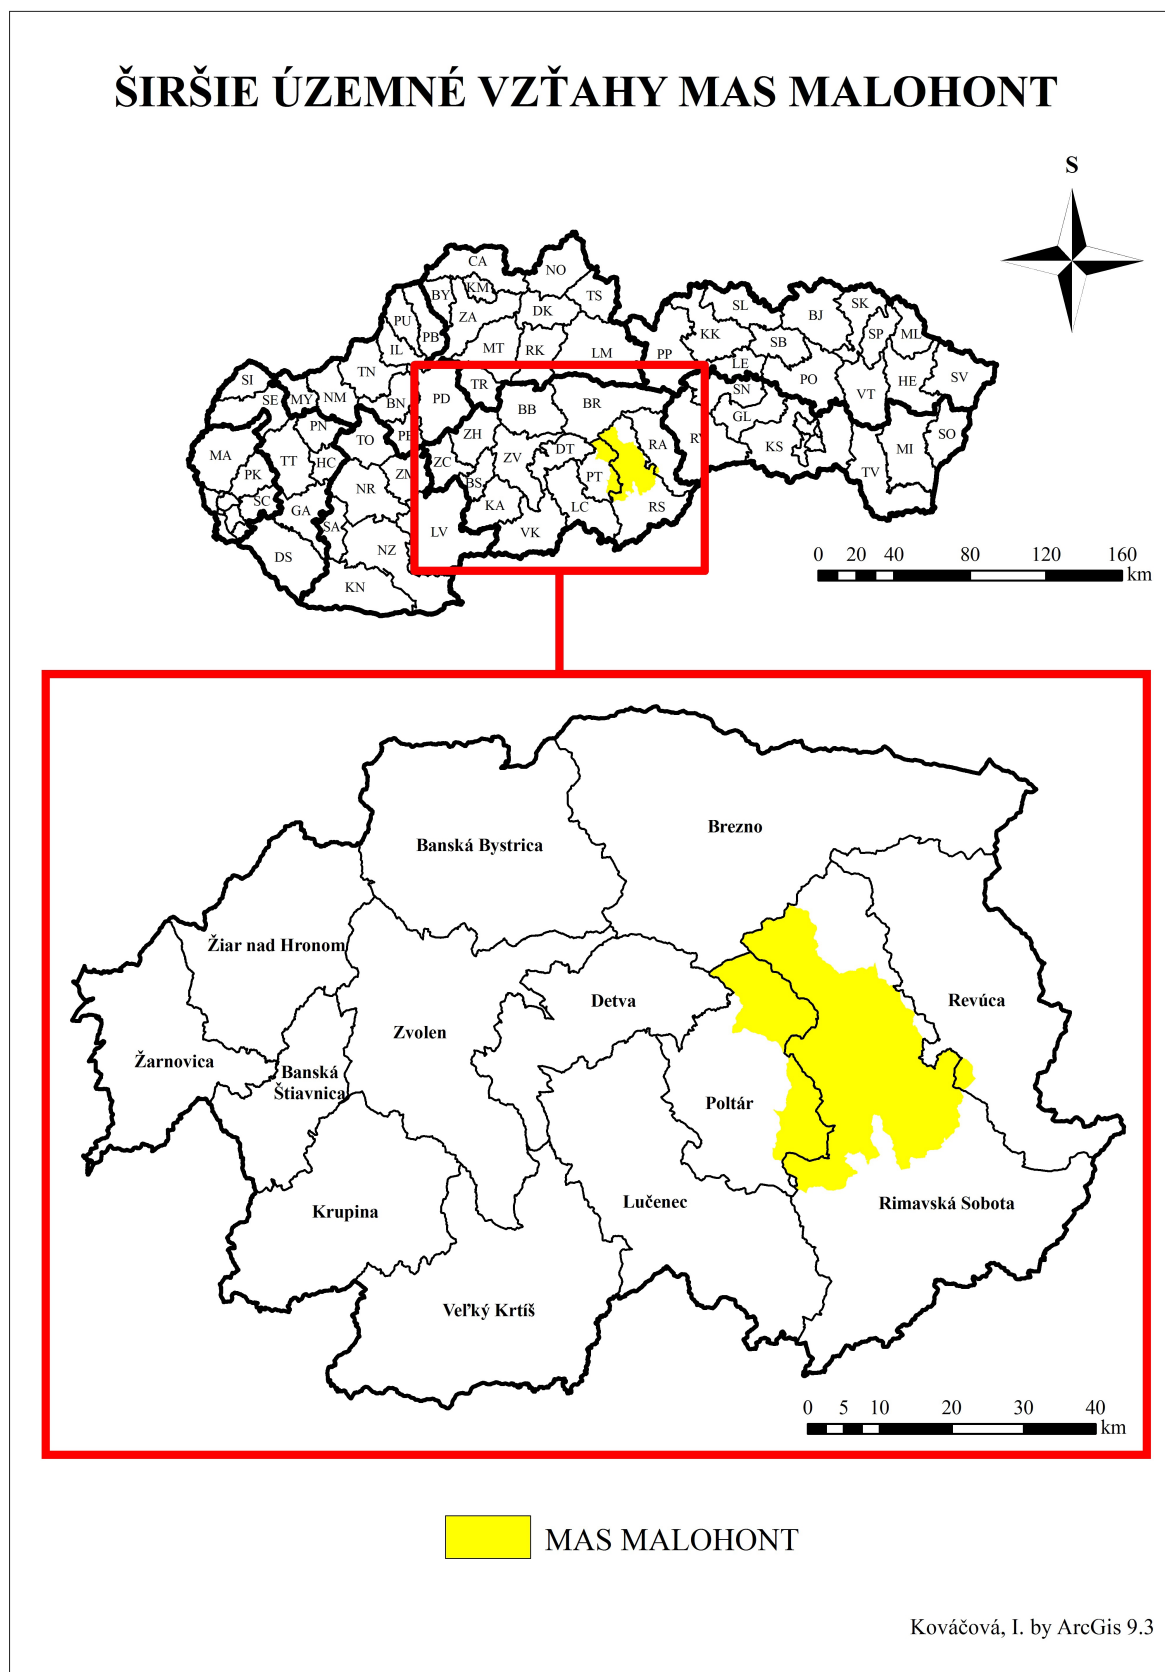 ŠIRŠIE ÚZEMNÉ VZŤAHY MAS MALOHONT
S
CA
NO
BY
KM
TS
PU
ZA
DK
PB
IL
MT
RK
LM
TN
TR
PD
BN
SI
SE
MY
NM
PN
TO
PE
MA
PK
TT
HC
SC
GA
NR
ZM
SA
DS
NZ
KN
LV
BB
BR
ZH
ZC
ZV
DT
BS
PT
RA
KA
LC
RS
VK
PP
KK
SL
BJ
SK
SB
SP
ML
LE
PO
HE
SV
VT
SN
GL
KS
SO
MI
TV
0 20 40 80 120 160
km
Brezno
Banská Bystrica
Žiar nad Hronom
Detva
Revúca
Zvolen
Žarnovica
Banská
Štiavnica
Poltár
Lučenec
Rimavská Sobota
Krupina
Veľký Krtíš
0 5 10 20 30 40
km
MAS MALOHONT
Kováčová, I. by ArcGis 9.3